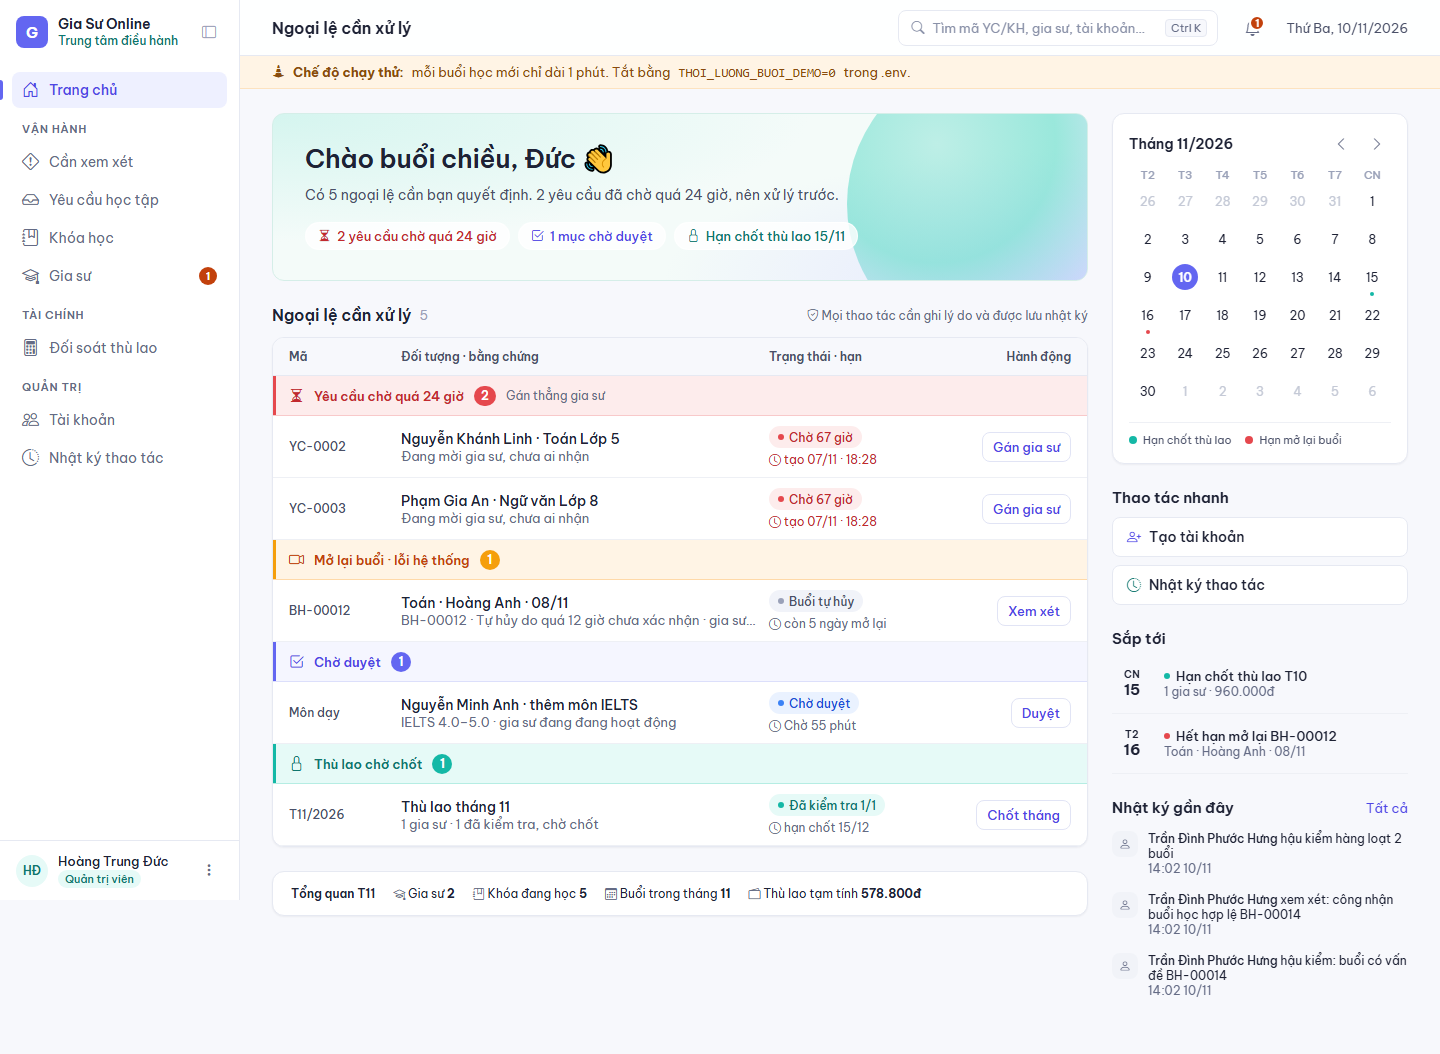 Gia Sư Online
Trung tâm điều hành
Trang chủ
VẬN HÀNH
Cần xem xét
Yêu cầu học tập
Khóa học
Gia sư 1
TÀI CHÍNH
Đối soát thù lao
QUẢN TRỊ
Tài khoản
Nhật ký thao tác
HĐ
Hoàng Trung Đức
Quản trị viên
Ngoại lệ cần xử lý
Tìm mã YC/KH, gia sư, tài khoản... Ctrl K
1
Thứ Ba, 10/11/2026
Chế độ chạy thử: mỗi buổi học mới chỉ dài 1 phút. Tắt bằng THOI_LUONG_BUOI_DEMO=0 trong .env.
Chào buổi chiều, Đức 👋
Có 5 ngoại lệ cần bạn quyết định. 2 yêu cầu đã chờ quá 24 giờ, nên xử lý trước.
2 yêu cầu chờ quá 24 giờ
1 mục chờ duyệt
Hạn chốt thù lao 15/11
Ngoại lệ cần xử lý 5
Mọi thao tác cần ghi lý do và được lưu nhật ký
Mã Đối tượng · bằng chứng Trạng thái · hạn Hành động
Yêu cầu chờ quá 24 giờ 2 Gán thẳng gia sư
YC-0002
Nguyễn Khánh Linh · Toán Lớp 5
Đang mời gia sư, chưa ai nhận
Chờ 67 giờ
tạo 07/11 · 18:28
Gán gia sư
YC-0003
Phạm Gia An · Ngữ văn Lớp 8
Đang mời gia sư, chưa ai nhận
Chờ 67 giờ
tạo 07/11 · 18:28
Gán gia sư
Mở lại buổi · lỗi hệ thống 1
BH-00012
Toán · Hoàng Anh · 08/11
BH-00012 · Tự hủy do quá 12 giờ chưa xác nhận · gia sư...
Buổi tự hủy
còn 5 ngày mở lại
Xem xét
Chờ duyệt 1
Môn dạy
Nguyễn Minh Anh · thêm môn IELTS
IELTS 4.0–5.0 · gia sư đang đang hoạt động
Chờ duyệt
Chờ 55 phút
Duyệt
Thù lao chờ chốt 1
T11/2026
Thù lao tháng 11
1 gia sư · 1 đã kiểm tra, chờ chốt
Đã kiểm tra 1/1
hạn chốt 15/12
Chốt tháng
Tổng quan T11 Gia sư 2 Khóa đang học 5 Buổi trong tháng 11 Thù lao tạm tính 578.800đ
Tháng 11/2026
T2 T3 T4 T5 T6 T7 CN
26 27 28 29 30 31 1
2 3 4 5 6 7 8
9 10 11 12 13 14 15
16 17 18 19 20 21 22
23 24 25 26 27 28 29
30 1 2 3 4 5 6
Hạn chốt thù lao Hạn mở lại buổi
Thao tác nhanh
Tạo tài khoản
Nhật ký thao tác
Sắp tới
CN
15
Hạn chốt thù lao T10
1 gia sư · 960.000đ
T2
16
Hết hạn mở lại BH-00012
Toán · Hoàng Anh · 08/11
Nhật ký gần đây Tất cả
Trần Đình Phước Hưng hậu kiểm hàng loạt 2
buổi
14:02 10/11
Trần Đình Phước Hưng xem xét: công nhận
buổi học hợp lệ BH-00014
14:02 10/11
Trần Đình Phước Hưng hậu kiểm: buổi có vấn
đề BH-00014
14:02 10/11